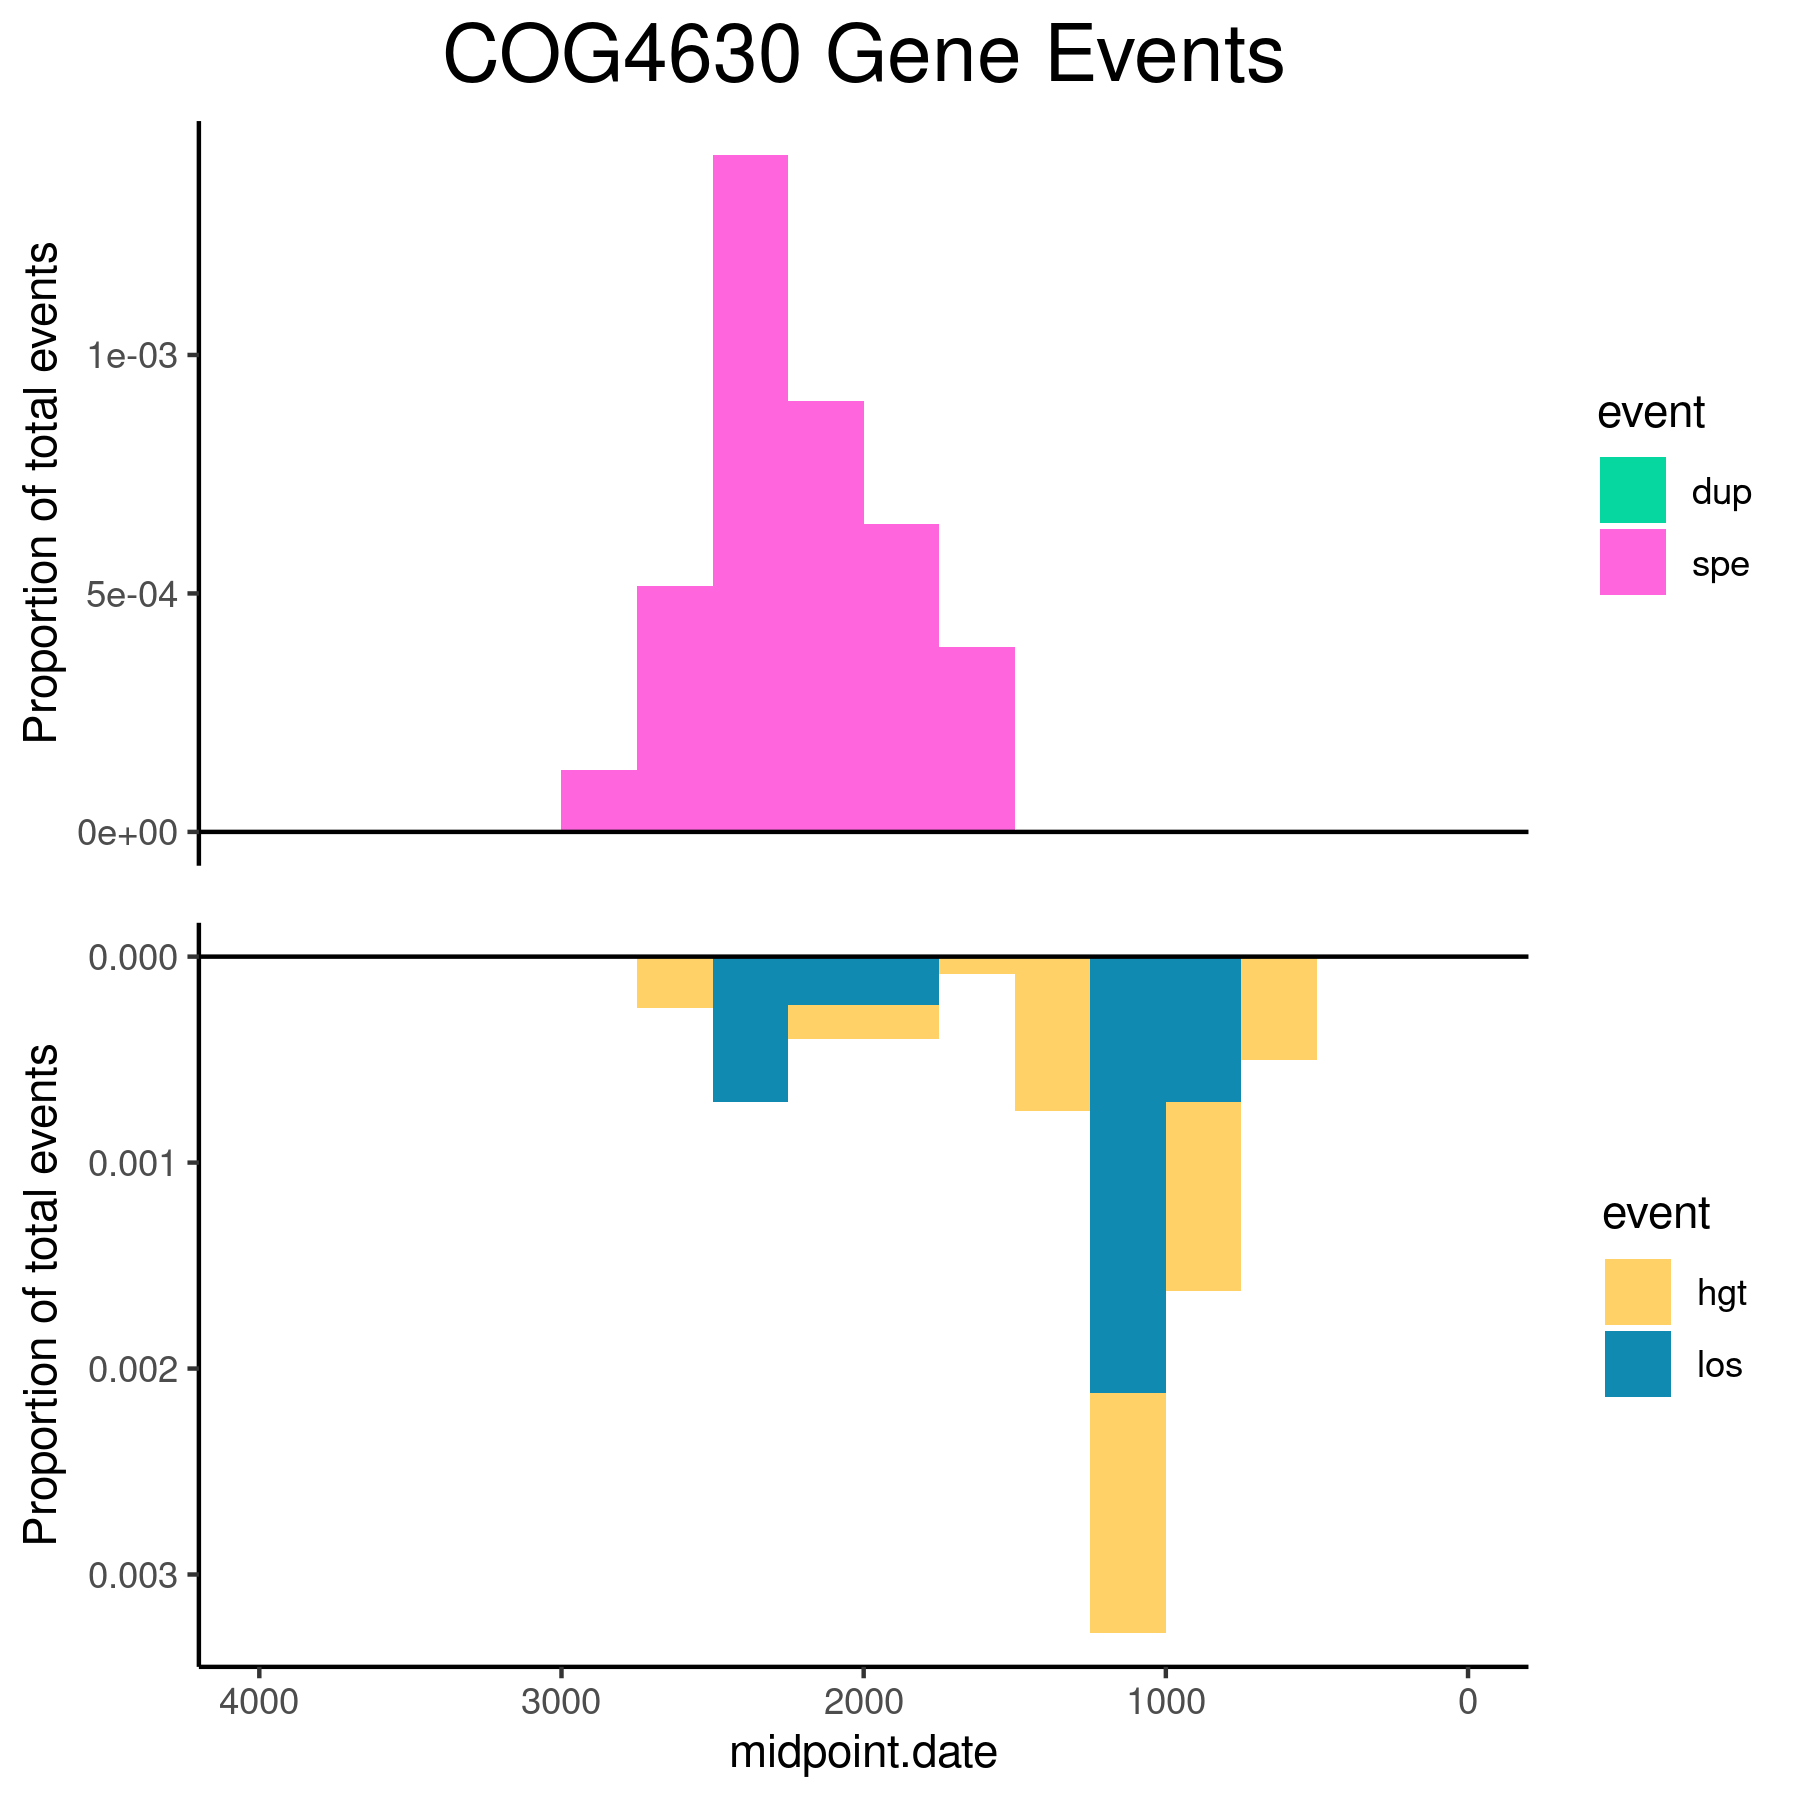 COG4630 Gene Events
Proportion of total events
1e-03
5e-04
0e+00
event
dup
spe
Proportion of total events
0.000
0.001
0.002
0.003
event
hgt
los
4000 3000 2000 1000 0
midpoint.date